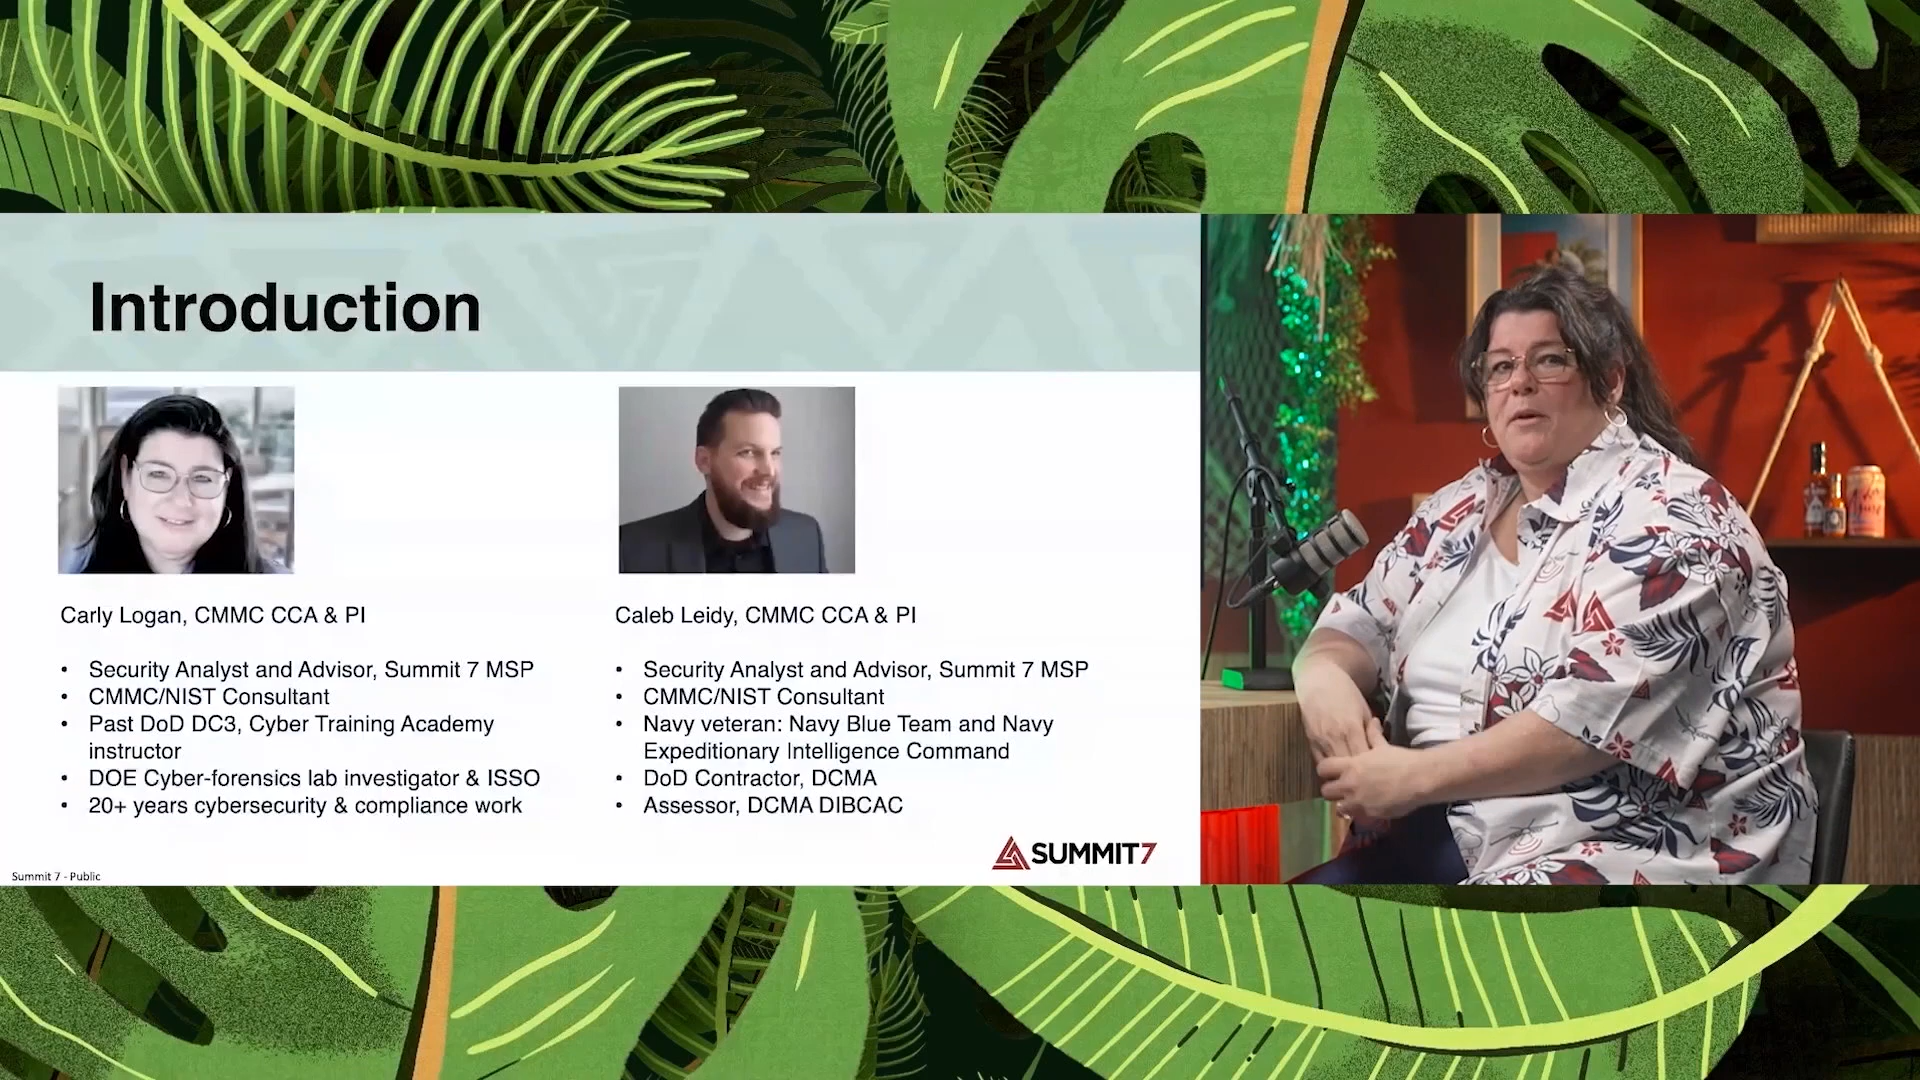 Introduction
Carly Logan, CMMC CCA & PI
• Security Analyst and Advisor, Summit 7 MSP
• CMMC/NIST Consultant
• Past DoD DC3, Cyber Training Academy
instructor
• DOE Cyber-forensics lab investigator & ISSO
• 20+ years cybersecurity & compliance work
Caleb Leidy, CMMC CCA & PI
• Security Analyst and Advisor, Summit 7 MSP
• CMMC/NIST Consultant
• Navy veteran: Navy Blue Team and Navy
Expeditionary Intelligence Command
• DoD Contractor, DCMA
• Assessor, DCMA DIBCAC
SUMMIT7
Summit 7 - Public